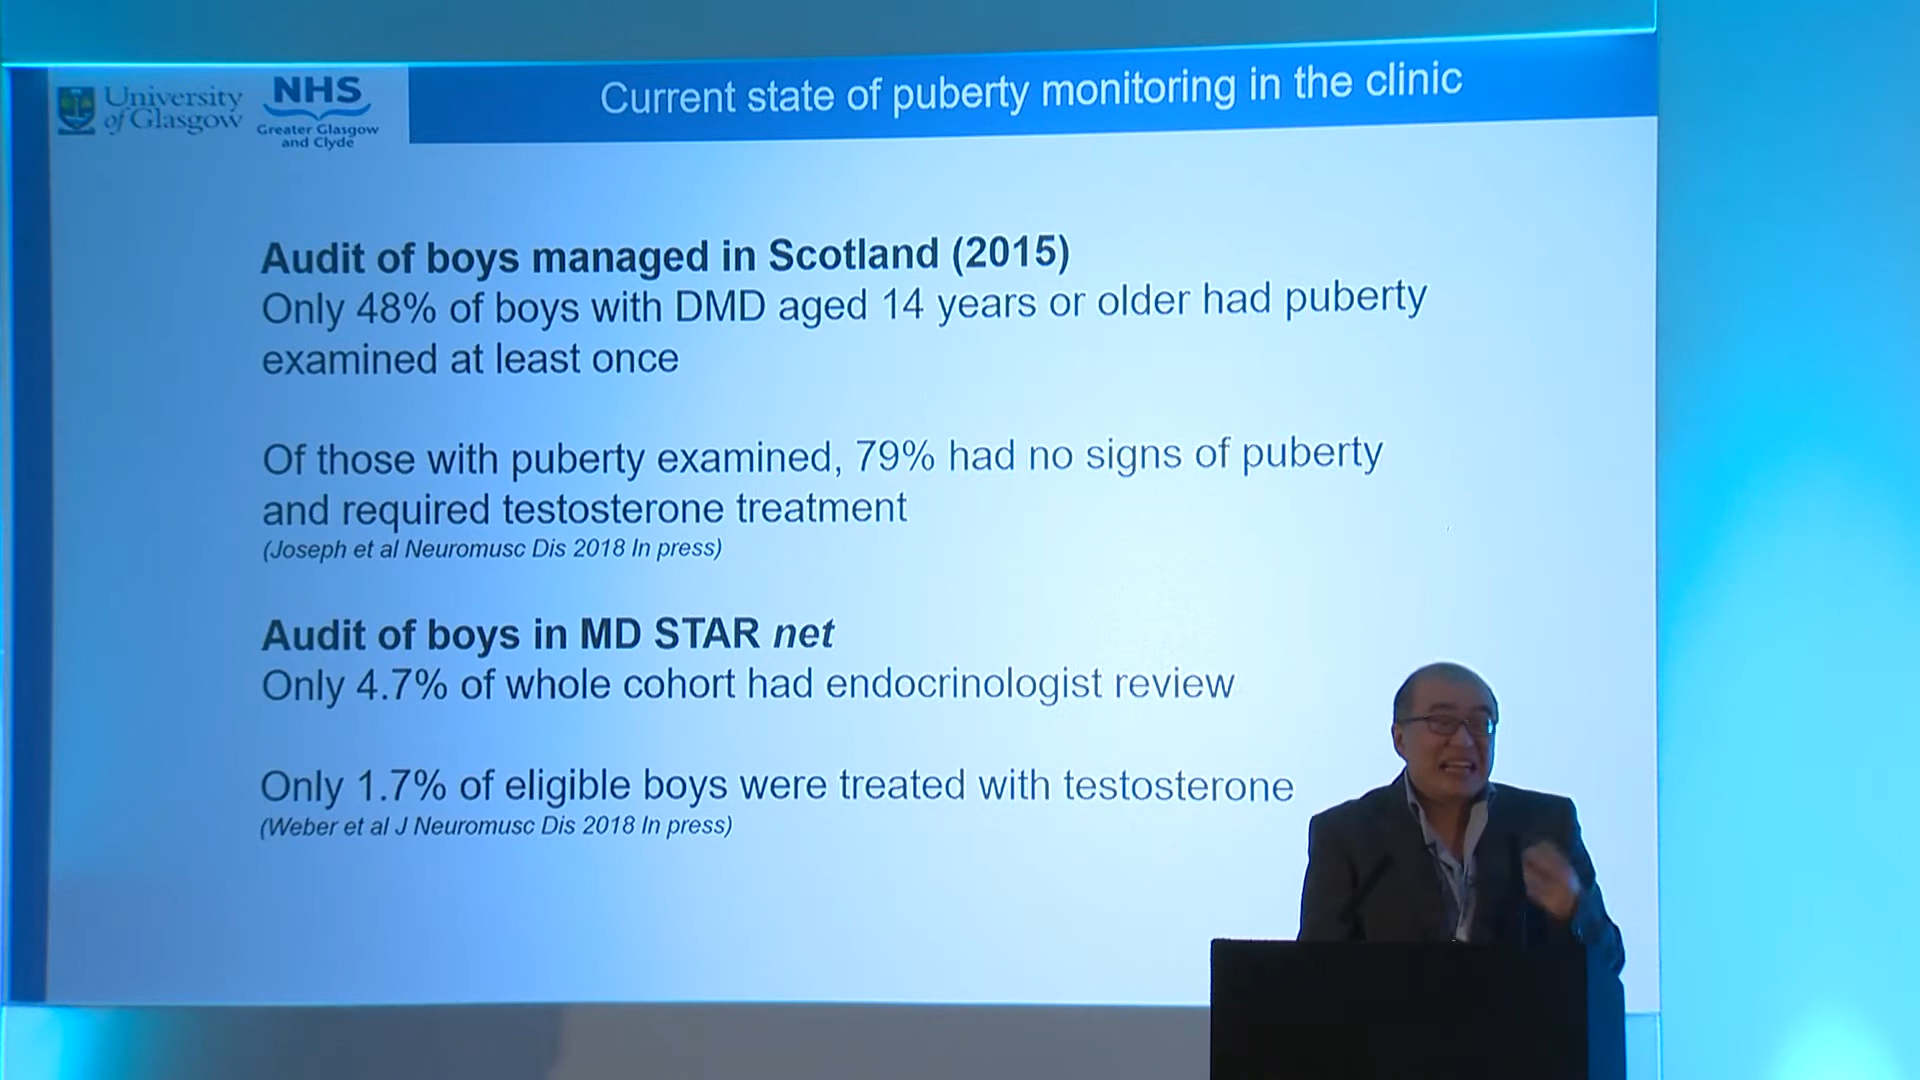 University
of Glasgow
NHS
Greater Glasgow
and Clyde
Current state of puberty monitoring in the clinic
Audit of boys managed in Scotland (2015)
Only 48% of boys with DMD aged 14 years or older had puberty
examined at least once
Of those with puberty examined, 79% had no signs of puberty
and required testosterone treatment
(Joseph et al Neuromusc Dis 2018 In press)
Audit of boys in MD STAR net
Only 4.7% of whole cohort had endocrinologist review
Only 1.7% of eligible boys were treated with testosterone
(Weber et al J Neuromusc Dis 2018 In press)